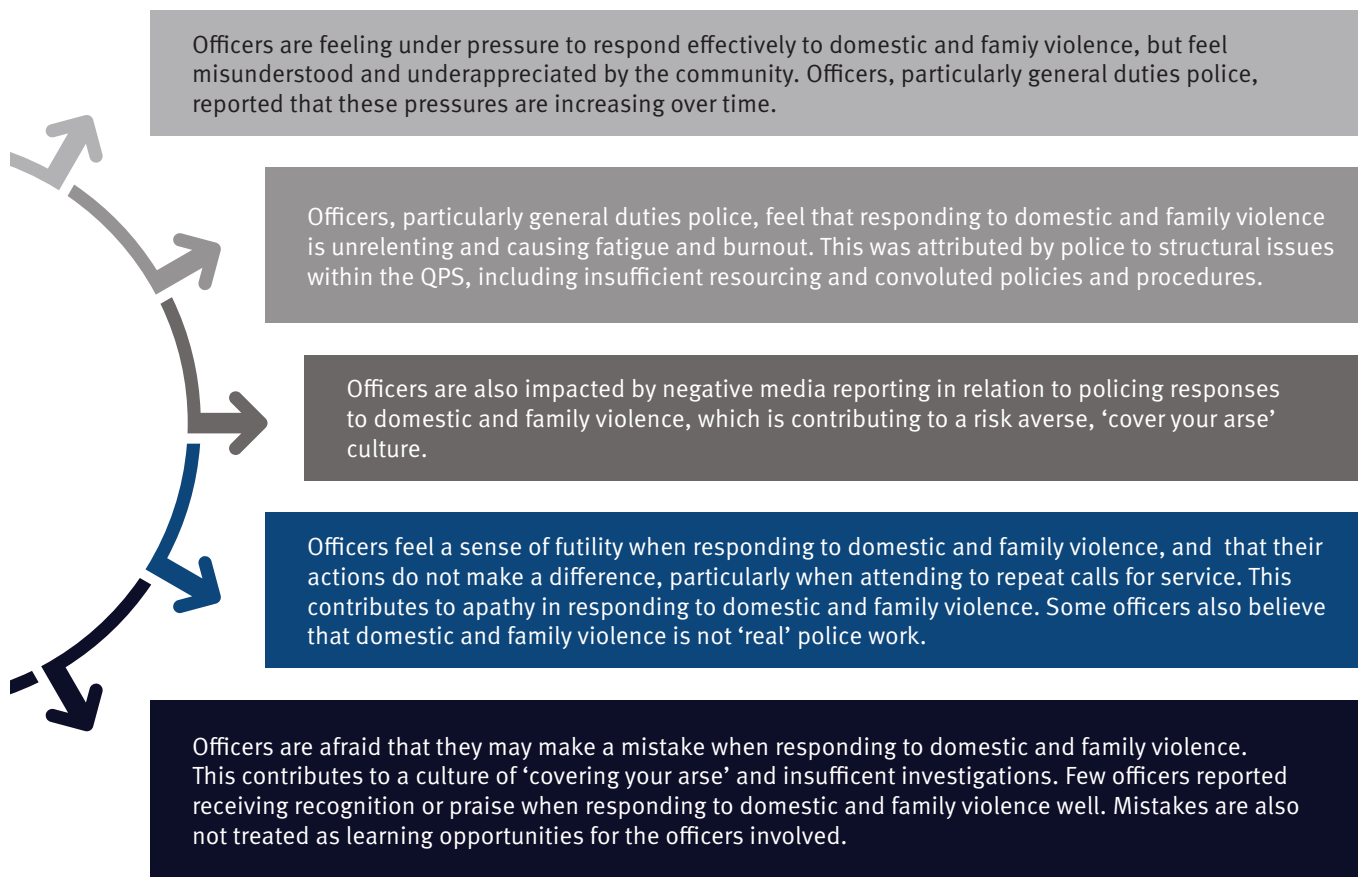 Officers are feeling under pressure to respond effectively to domestic and famiy violence, but feel
misunderstood and underappreciated by the community. Officers, particularly general duties police,
reported that these pressures are increasing over time.
Officers, particularly general duties police, feel that responding to domestic and family violence
is unrelenting and causing fatigue and burnout. This was attributed by police to structural issues
within the QPS, including insufficient resourcing and convoluted policies and procedures.
Officers are also impacted by negative media reporting in relation to policing responses
to domestic and family violence, which is contributing to a risk averse, ‘cover your arse’
culture.
Officers feel a sense of futility when responding to domestic and family violence, and  that their
actions do not make a difference, particularly when attending to repeat calls for service. This
contributes to apathy in responding to domestic and family violence. Some officers also believe
that domestic and family violence is not ‘real’ police work.
Officers are afraid that they may make a mistake when responding to domestic and family violence.
This contributes to a culture of ‘covering your arse’ and insufficent investigations. Few officers reported
receiving recognition or praise when responding to domestic and family violence well. Mistakes are also
not treated as learning opportunities for the officers involved.